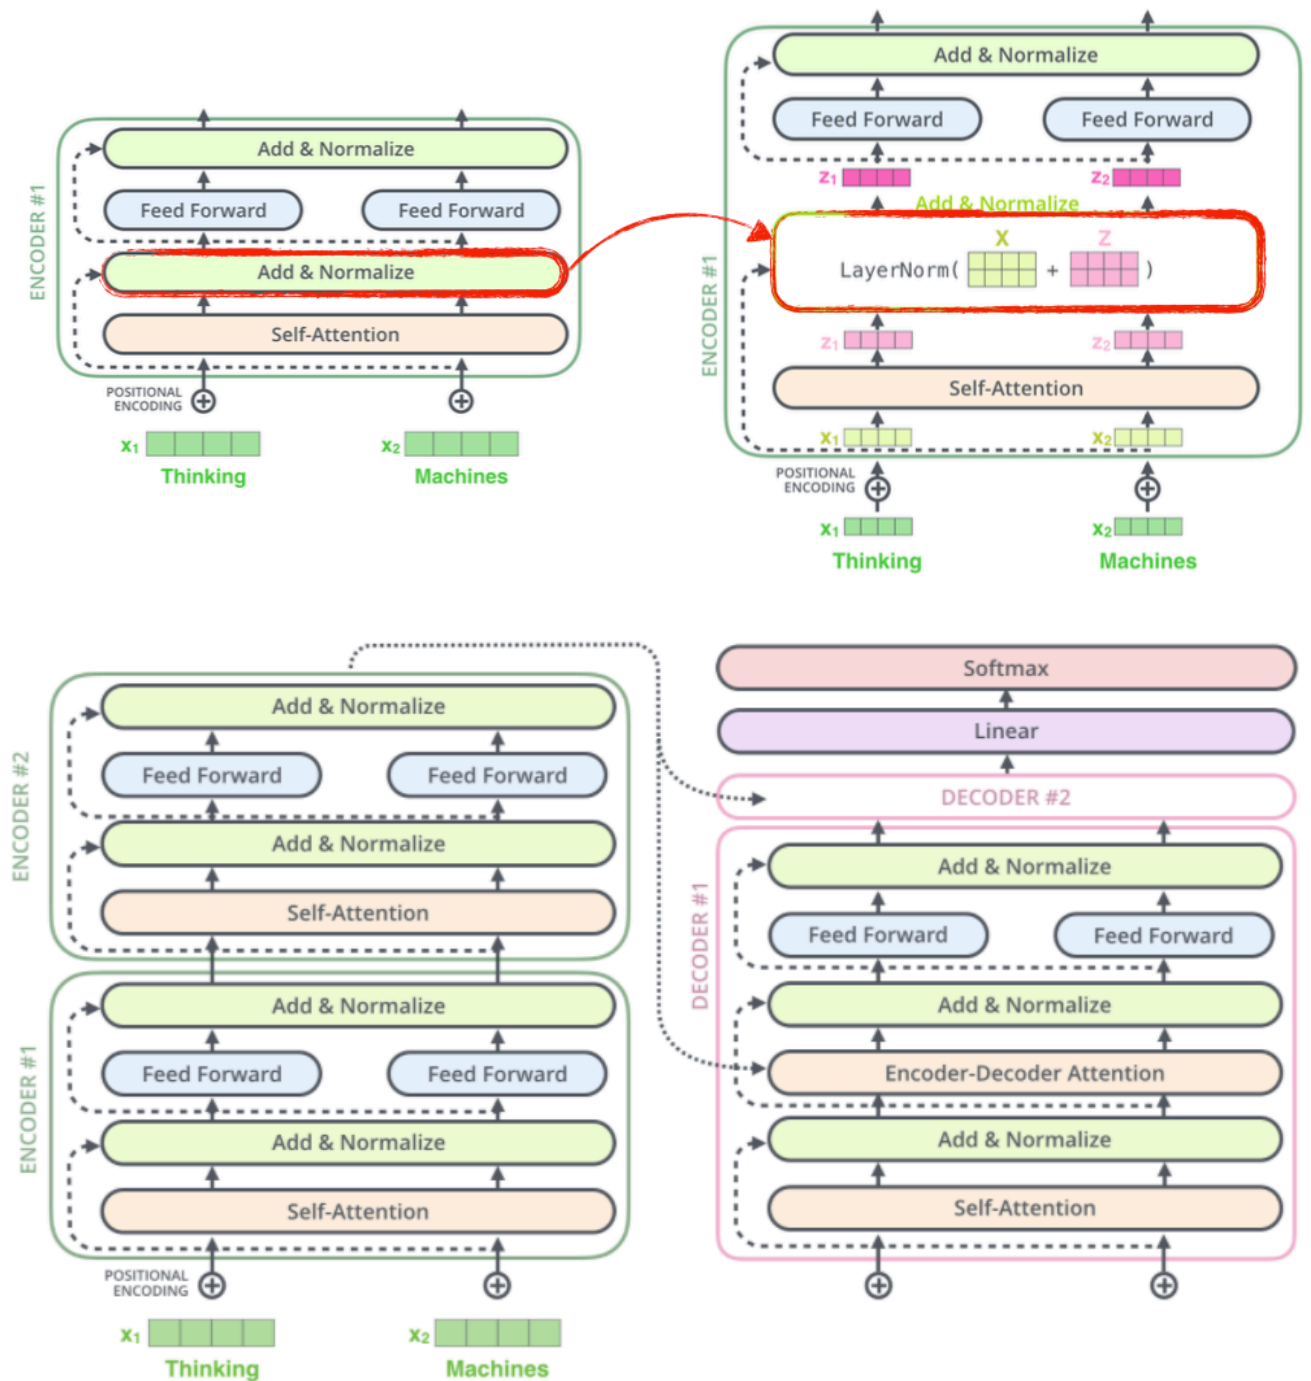 ENCODER #1
Add & Normalize
Feed Forward
Feed Forward
Add & Normalize
Self-Attention
POSITIONAL
ENCODING
x1
x2
Thinking
Machines
ENCODER #1
Add & Normalize
Feed Forward
Feed Forward
z1
z2
Add & Normalize
X
Z
LayerNorm( + )
z1
z2
Self-Attention
x1
x2
POSITIONAL
ENCODING
x1
x2
Thinking
Machines
ENCODER #2
Add & Normalize
Feed Forward
Feed Forward
Add & Normalize
Self-Attention
ENCODER #1
Add & Normalize
Feed Forward
Feed Forward
Add & Normalize
Self-Attention
POSITIONAL
ENCODING
x1
x2
Thinking
Machines
Softmax
Linear
DECODER #2
DECODER #1
Add & Normalize
Feed Forward
Feed Forward
Add & Normalize
Encoder-Decoder Attention
Add & Normalize
Self-Attention